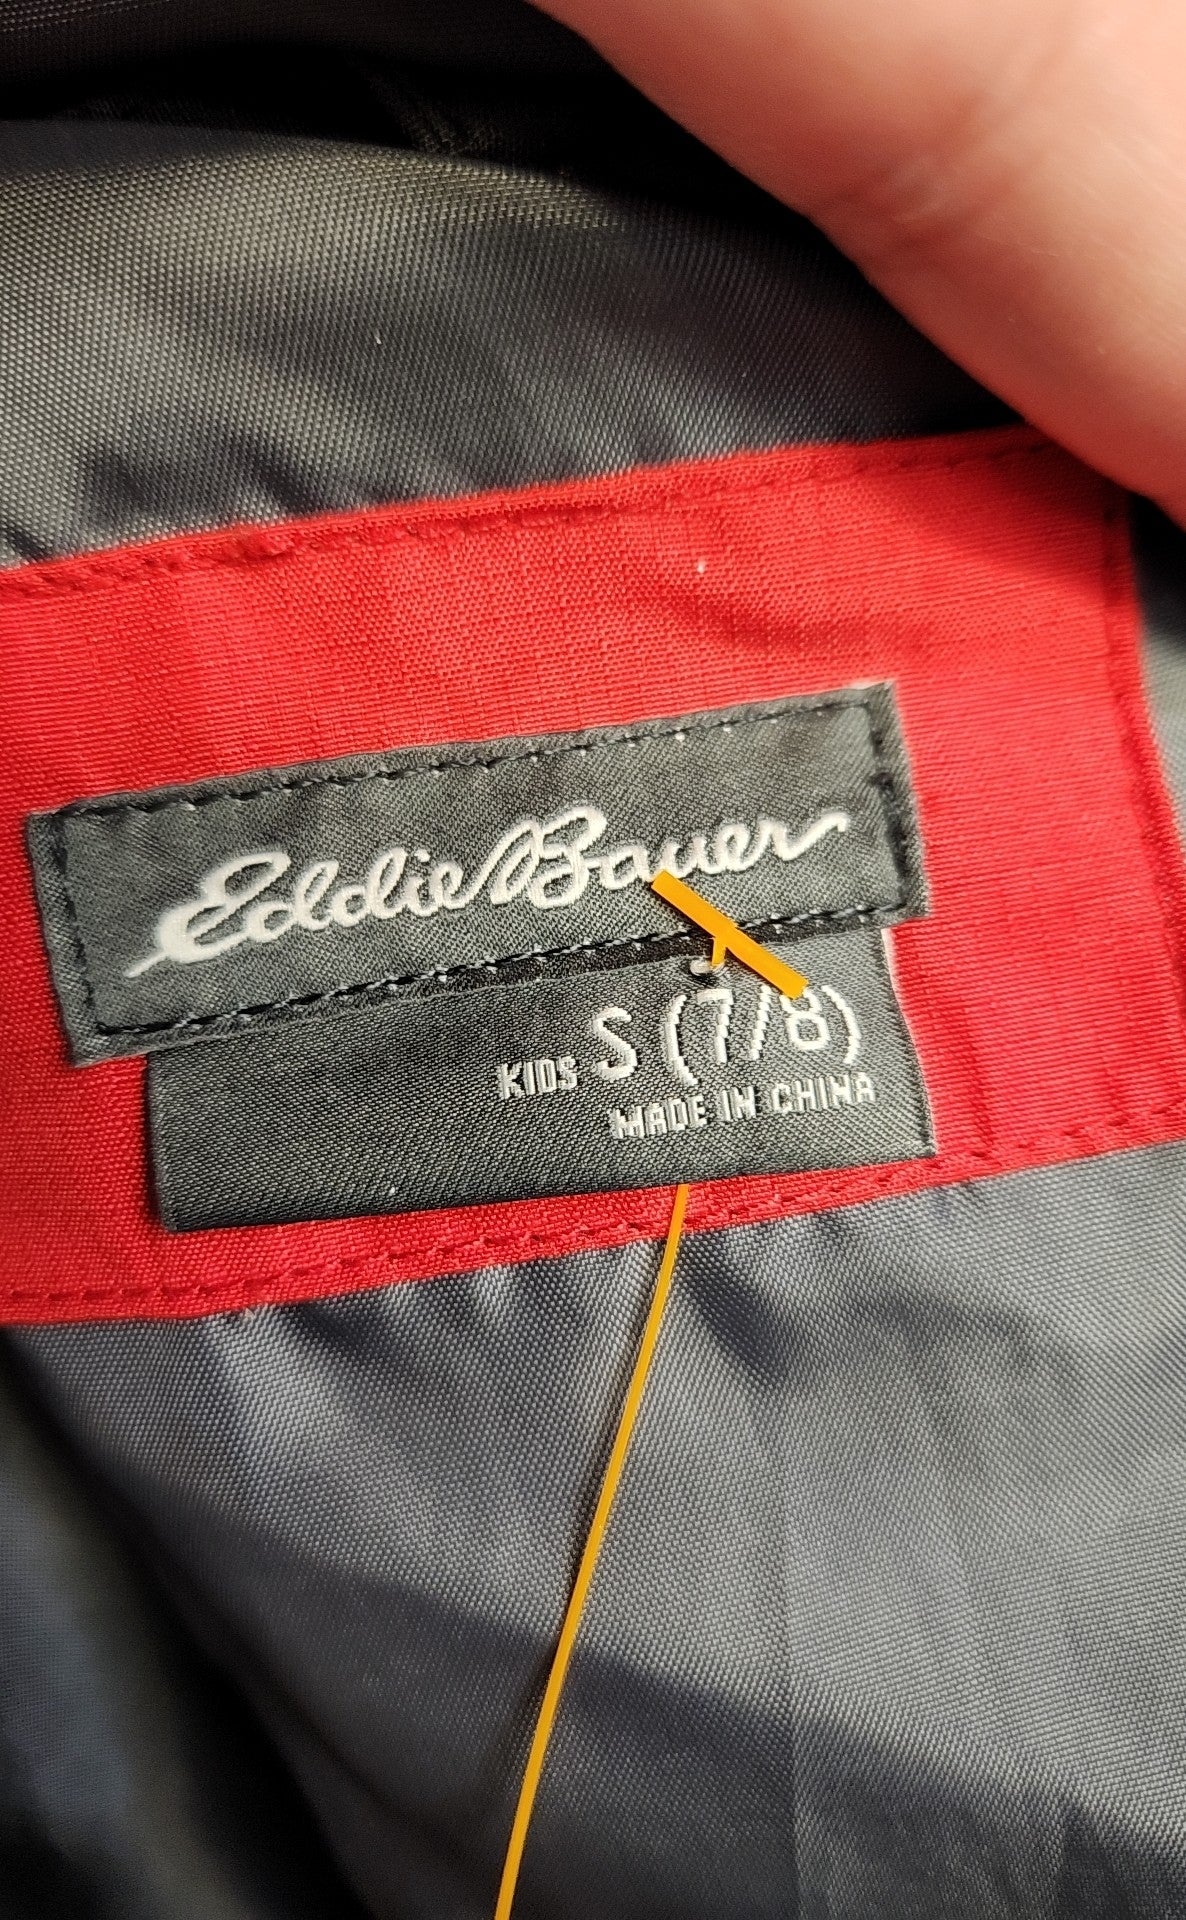 Eddie Bauer
KIDS S (7/8)
MADE IN CHINA